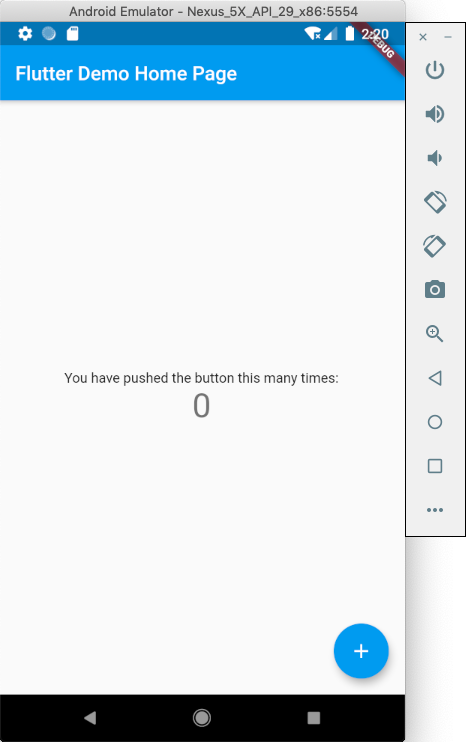 Android Emulator - Nexus_5X_API_29_x86:5554
2:20
DEBUG
Flutter Demo Home Page
You have pushed the button this many times:
0